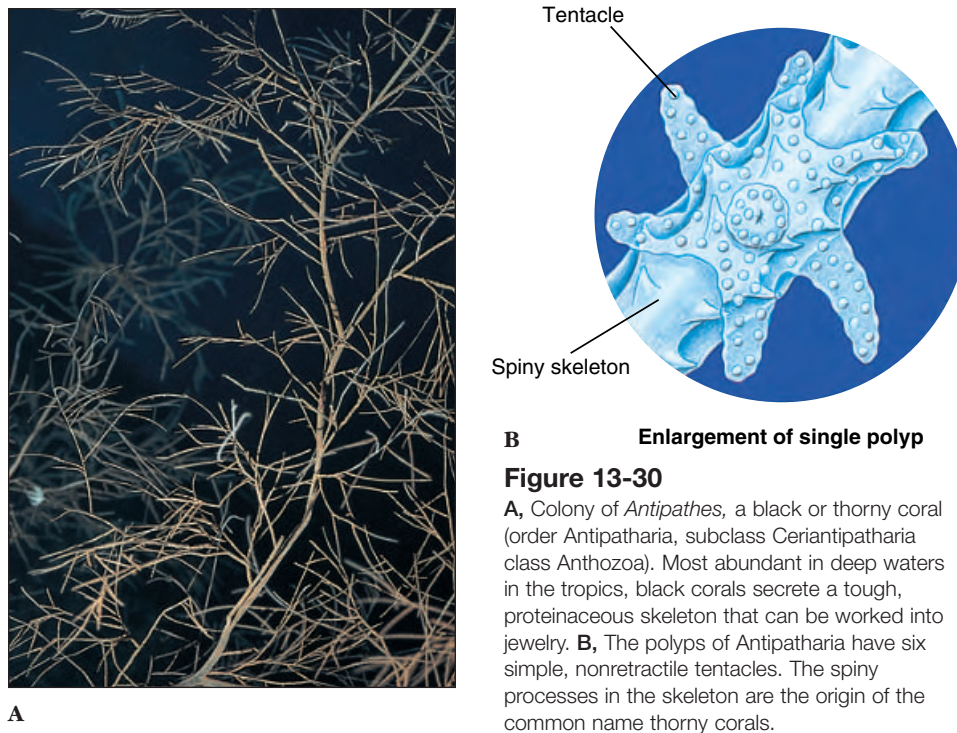 Tentacle
Spiny skeleton
A
B
Enlargement of single polyp
Figure 13-30
A, Colony of Antipathes, a black or thorny coral
(order Antipatharia, subclass Ceriantipatharia
class Anthozoa). Most abundant in deep waters
in the tropics, black corals secrete a tough,
proteinaceous skeleton that can be worked into
jewelry. B, The polyps of Antipatharia have six
simple, nonretractile tentacles. The spiny
processes in the skeleton are the origin of the
common name thorny corals.